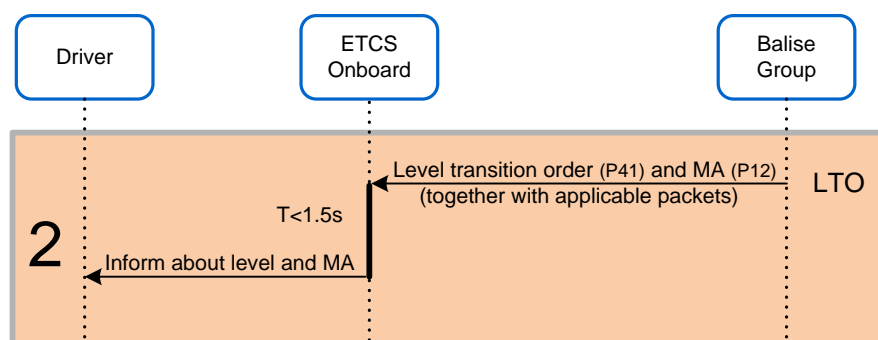 Driver
ETCS
Onboard
Balise
Group
Level transition order (P41) and MA (P12)
(together with applicable packets)
LTO
T<1.5s
2
Inform about level and MA